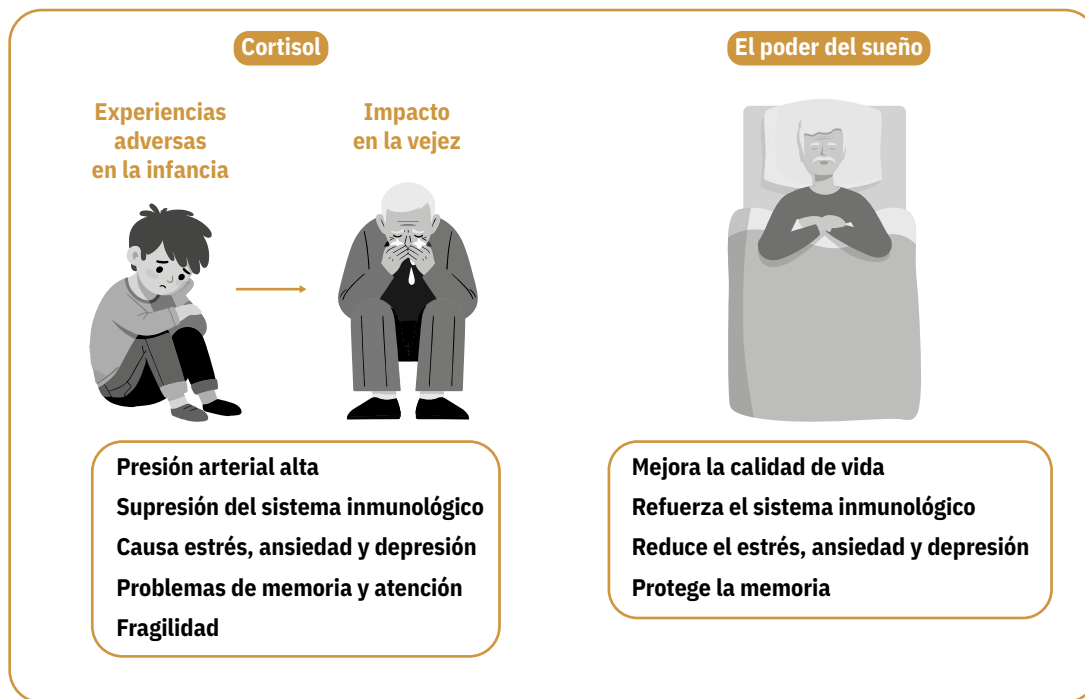 Cortisol
Experiencias
adversas
en la infancia
Impacto
en la vejez
Presión arterial alta
Supresión del sistema inmunológico
Causa estrés, ansiedad y depresión
Problemas de memoria y atención
Fragilidad
El poder del sueño
Mejora la calidad de vida
Refuerza el sistema inmunológico
Reduce el estrés, ansiedad y depresión
Protege la memoria